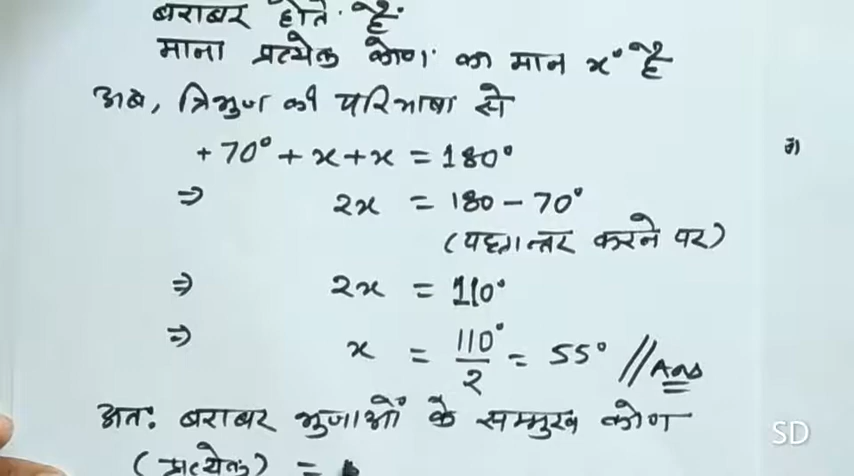 बराबर होते हैं.
माना प्रत्येक कोण का मान x° है
अब, त्रिभुज की परिभाषा से
+ 70° + x + x = 180°
⇒ 2x = 180 - 70°
(पक्षान्तर करने पर)
⇒ 2x = 110°
⇒ x = 110°/2 = 55° // Ans
अतः बराबर भुजाओं के सम्मुख कोण
(प्रत्येक) =
SD